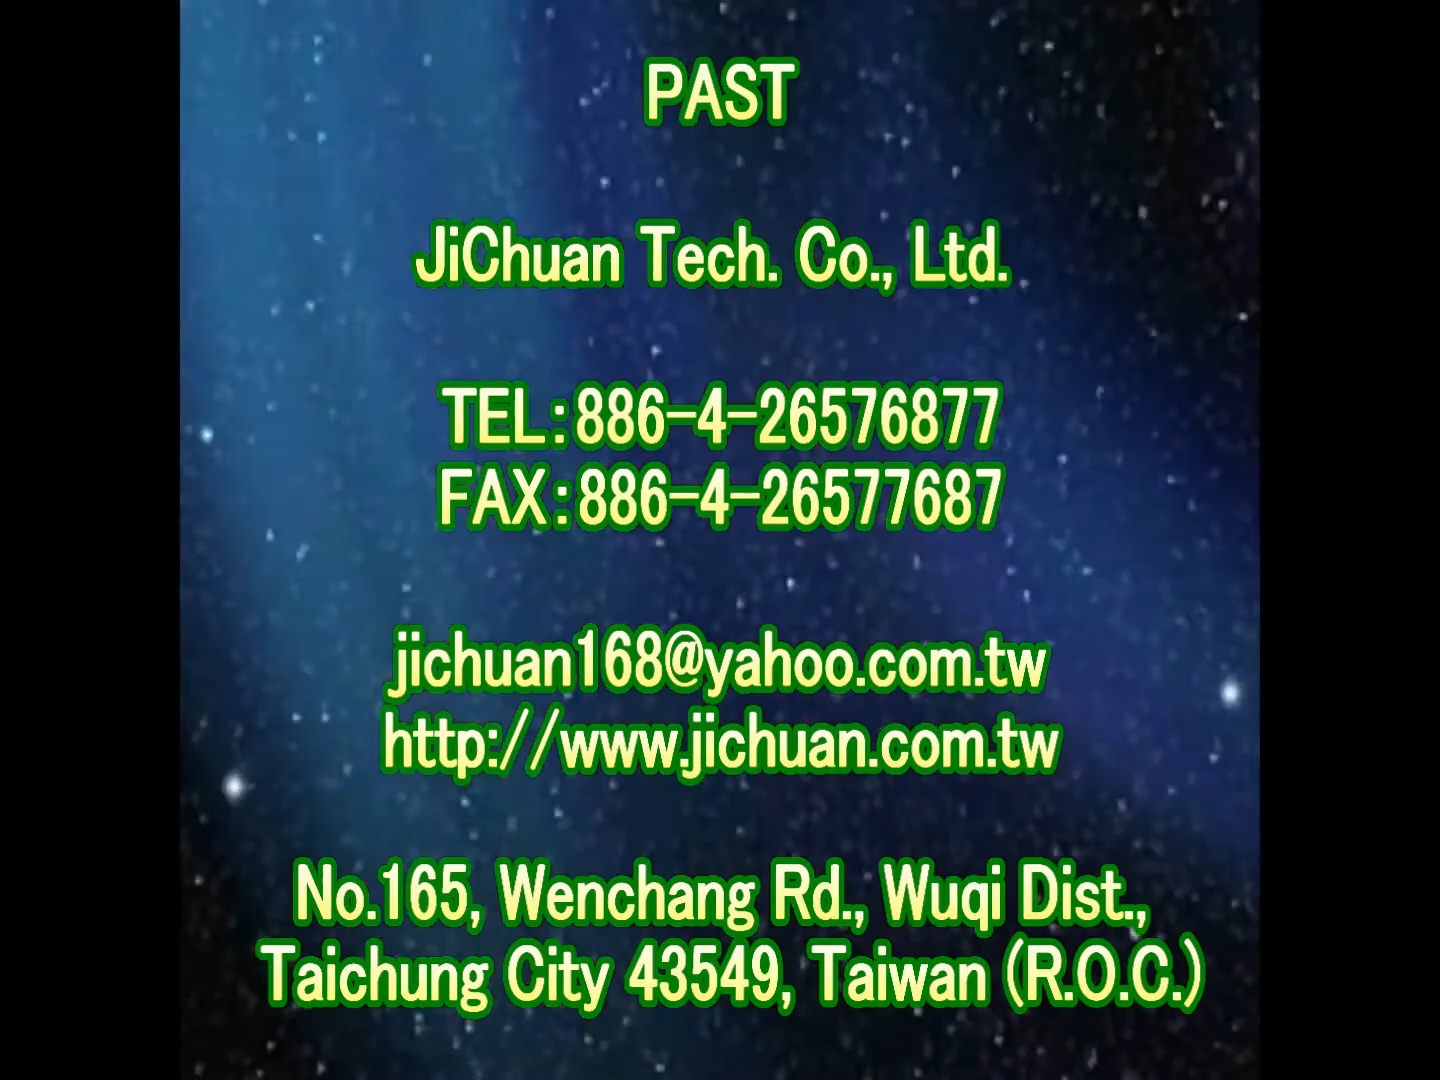 PAST
JiChuan Tech. Co., Ltd.
TEL:886-4-26576877
FAX:886-4-26577687
jichuan168@yahoo.com.tw
http://www.jichuan.com.tw
No.165, Wenchang Rd., Wuqi Dist.,
Taichung City 43549, Taiwan (R.O.C.)